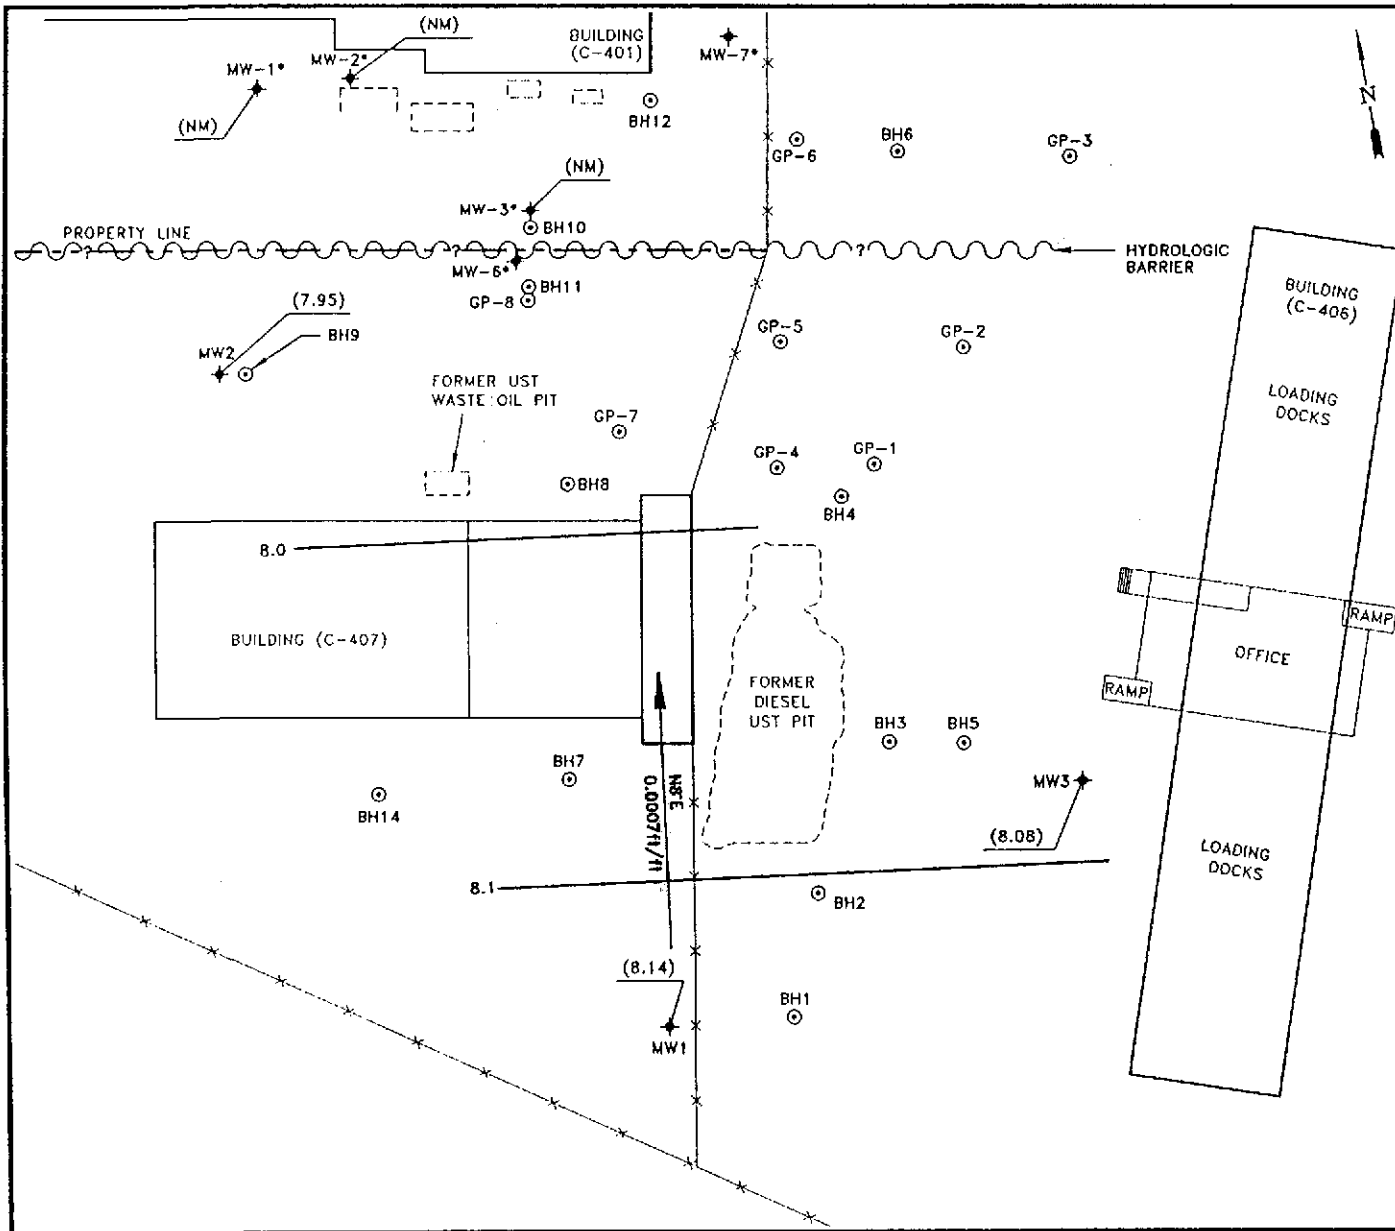 (NM)
BUILDING
(C-401)
MW-7*
MW-2*
MW-1*
(NM)
BH12
N
GP-6
BH6
GP-3
(NM)
MW-3*
BH10
PROPERTY LINE
?
?
?
HYDROLOGIC
BARRIER
MW-6*
BH11
GP-8
(7.95)
BH9
MW2
GP-5
GP-2
BUILDING
(C-406)
LOADING
DOCKS
FORMER UST
WASTE OIL PIT
GP-7
GP-4
GP-1
BH8
BH4
8.0
BUILDING (C-407)
RAMP
OFFICE
RAMP
FORMER
DIESEL
UST PIT
BH3
BH5
BH7
BH14
N8°E
0.0007ft/ft
MW3
(8.08)
LOADING
DOCKS
8.1
BH2
(8.14)
BH1
MW1